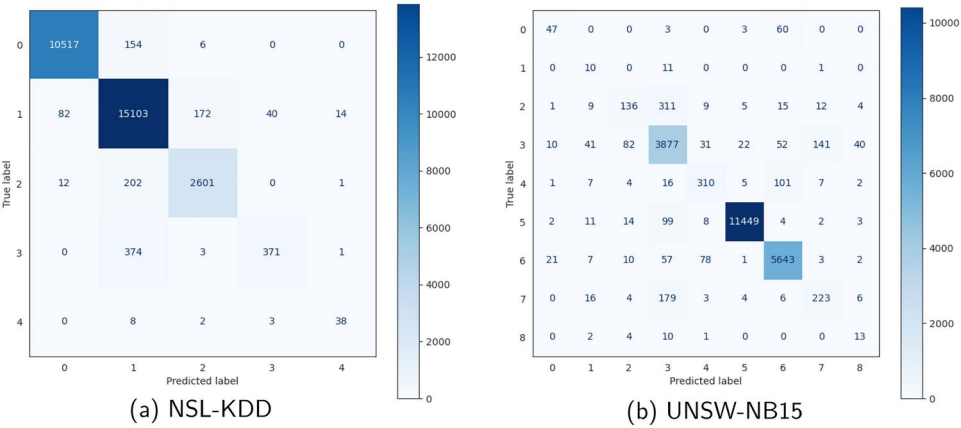 0 10517 154 6 0 0
1 82 15103 172 40 14
2 12 202 2601 0 1
3 0 374 3 371 1
4 0 8 2 3 38
True label
0 1 2 3 4
Predicted label
12000
10000
8000
6000
4000
2000
0
(a) NSL-KDD
0 47 0 0 3 0 3 60 0 0
1 0 10 0 11 0 0 0 1 0
2 1 9 136 311 9 5 15 12 4
3 10 41 82 3877 31 22 52 141 40
4 1 7 4 16 310 5 101 7 2
5 2 11 14 99 8 11449 4 2 3
6 21 7 10 57 78 1 5643 3 2
7 0 16 4 179 3 4 6 223 6
8 0 2 4 10 1 0 0 0 13
True label
0 1 2 3 4 5 6 7 8
Predicted label
10000
8000
6000
4000
2000
0
(b) UNSW-NB15